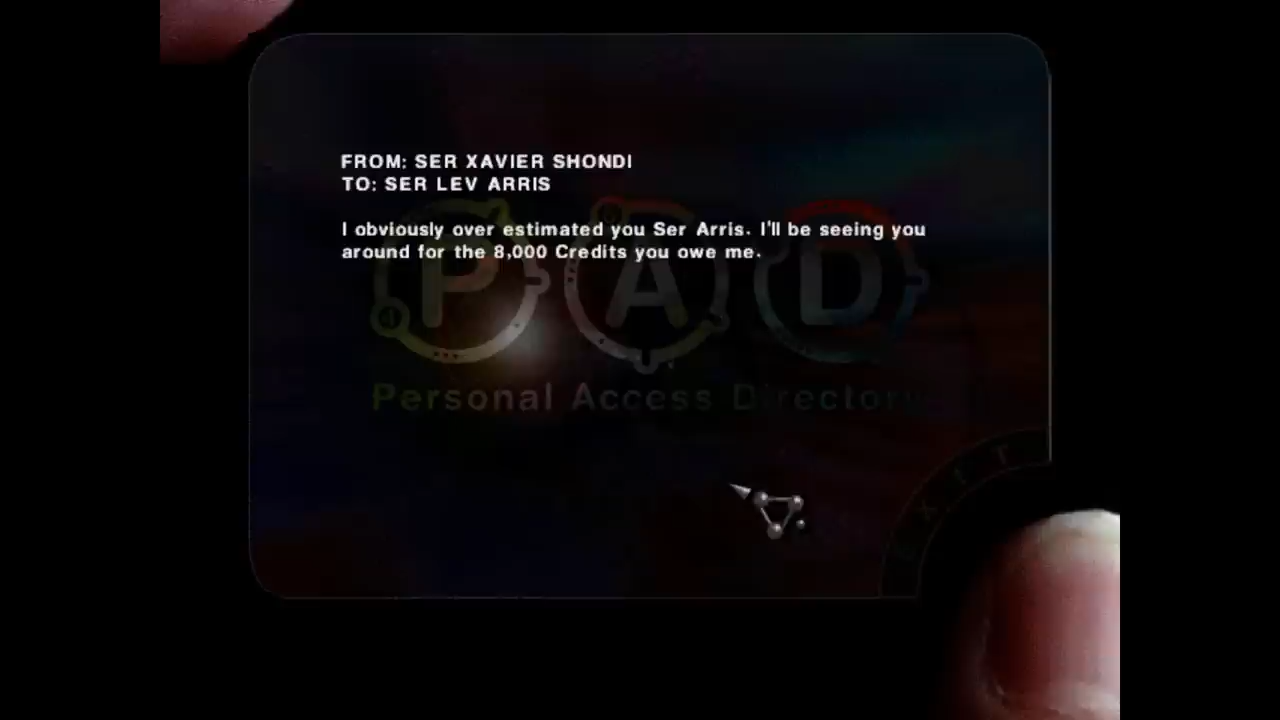 FROM: SER XAVIER SHONDI
TO: SER LEV ARRIS
I obviously over estimated you Ser Arris. I'll be seeing you
around for the 8,000 Credits you owe me.
P A D
Personal Access Directory
EXIT